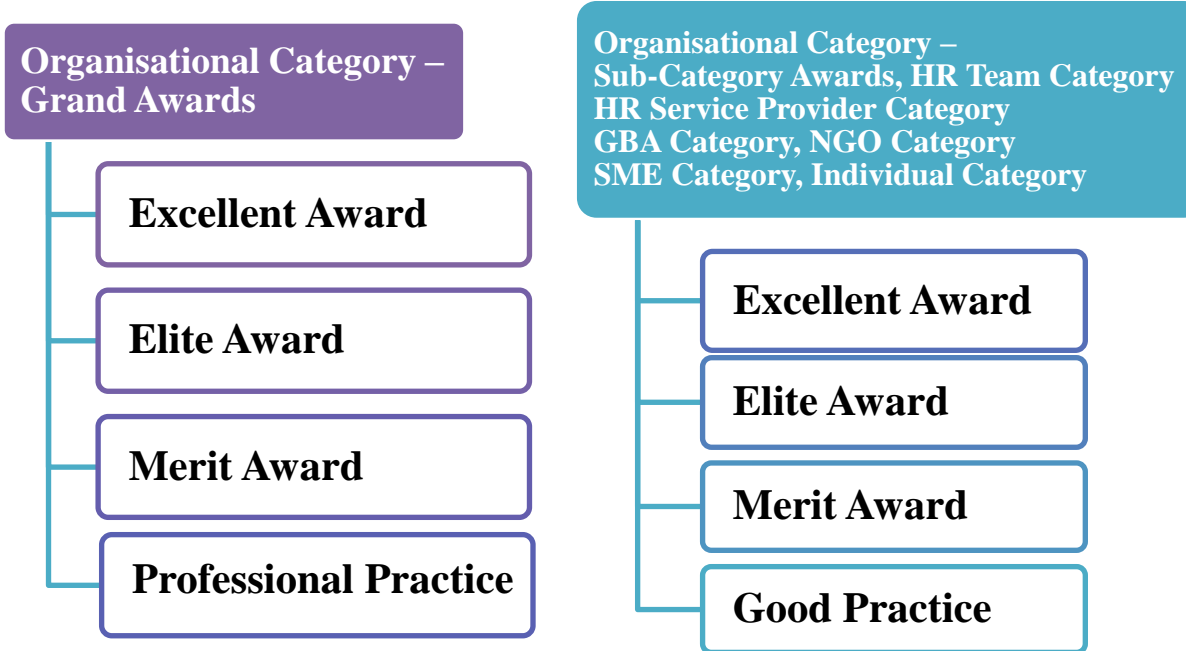 Organisational Category –
Grand Awards
Excellent Award
Elite Award
Merit Award
Professional Practice
Organisational Category –
Sub-Category Awards, HR Team Category
HR Service Provider Category
GBA Category, NGO Category
SME Category, Individual Category
Excellent Award
Elite Award
Merit Award
Good Practice